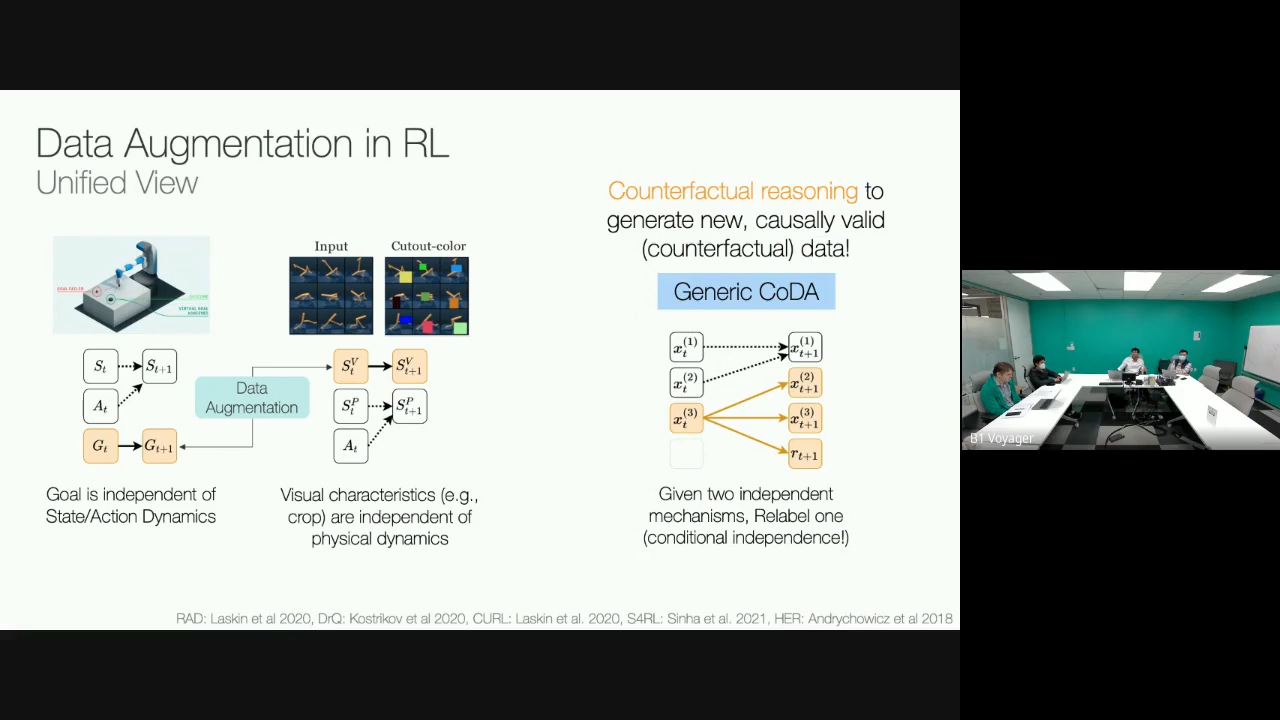 Data Augmentation in RL
Unified View
Counterfactual reasoning to
generate new, causally valid
(counterfactual) data!
Generic CoDA
Input
Cutout-color
S_t
S_{t+1}
A_t
G_t
G_{t+1}
Data
Augmentation
S_t^V
S_{t+1}^V
S_t^P
S_{t+1}^P
A_t
x_t^{(1)}
x_{t+1}^{(1)}
x_t^{(2)}
x_{t+1}^{(2)}
x_t^{(3)}
x_{t+1}^{(3)}
r_{t+1}
Goal is independent of
State/Action Dynamics
Visual characteristics (e.g.,
crop) are independent of
physical dynamics
Given two independent
mechanisms, Relabel one
(conditional independence!)
RAD: Laskin et al 2020, DrQ: Kostrikov et al 2020, CURL: Laskin et al. 2020, S4RL: Sinha et al. 2021, HER: Andrychowicz et al 2018
B1 Voyager